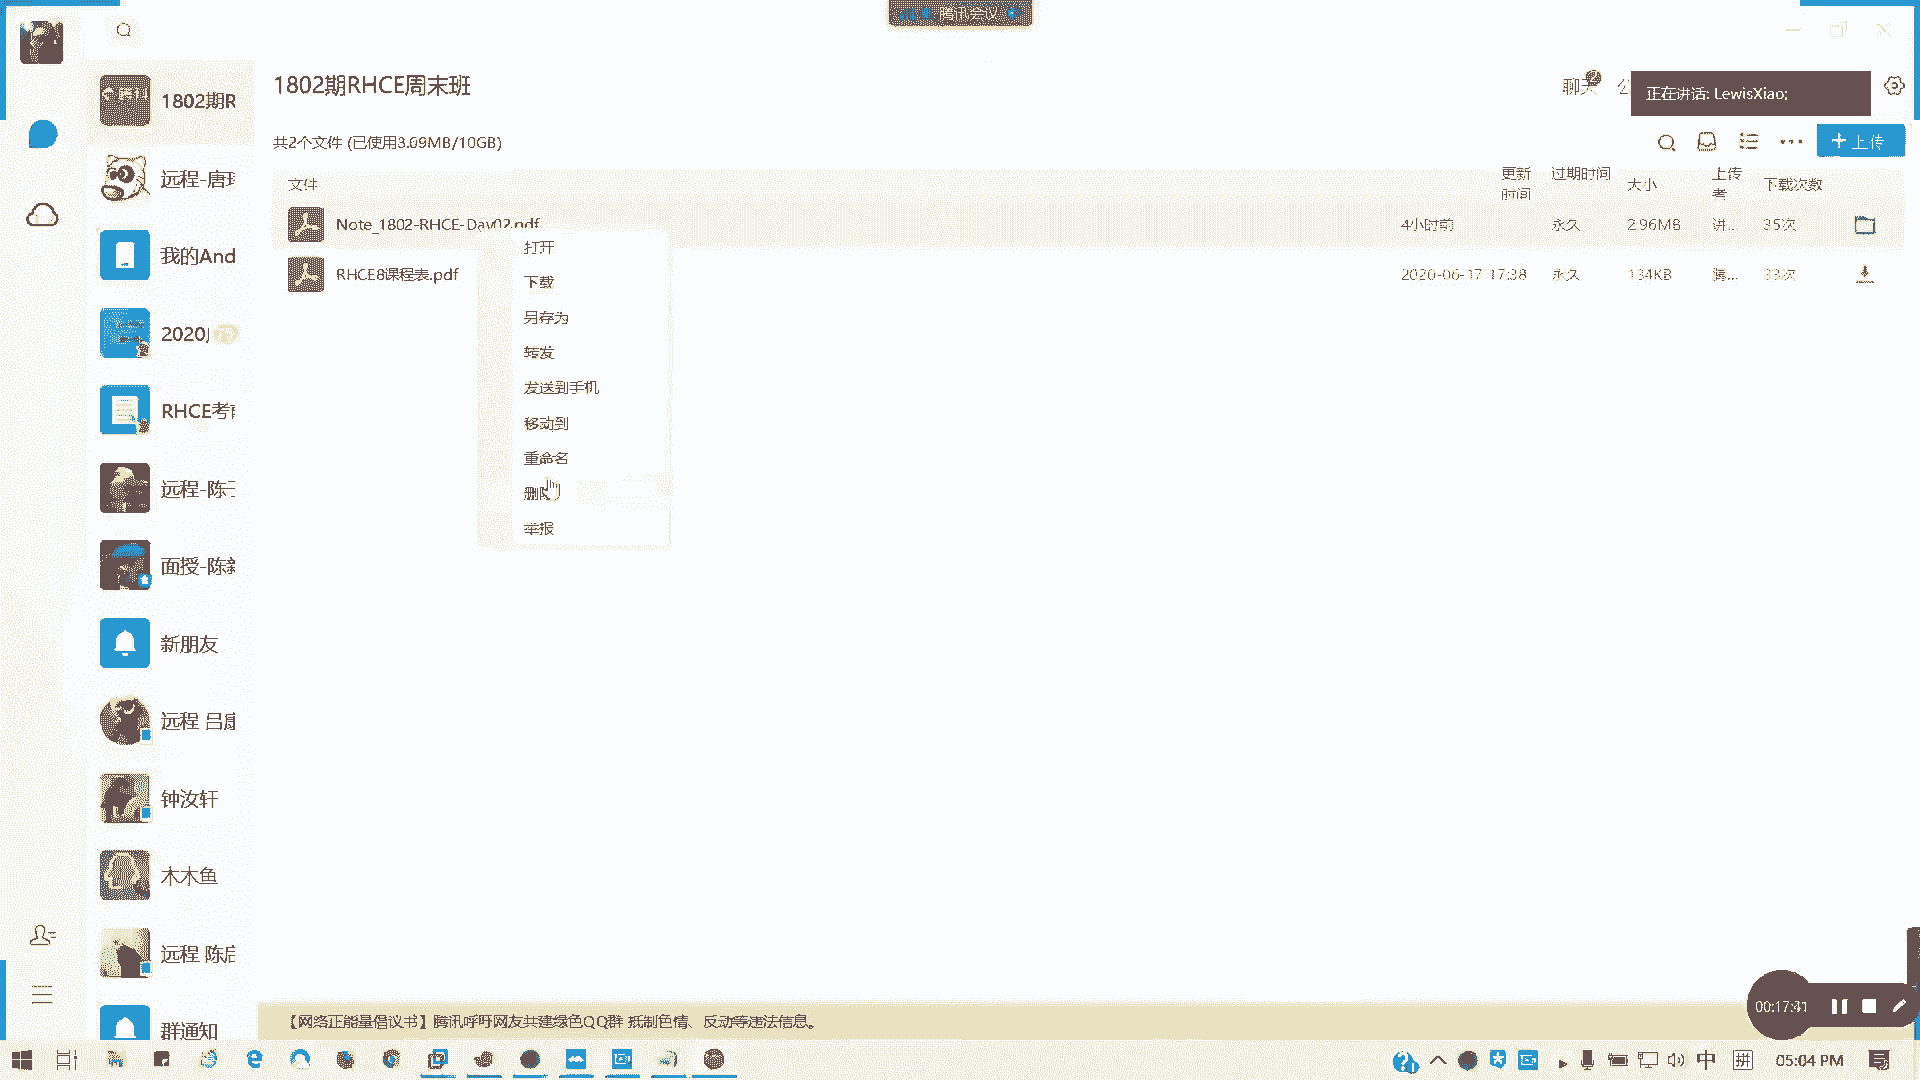 腾讯会议
1802期RHCE周末班
聊天 2
正在讲话: LewisXiao;
共2个文件 (已使用3.09MB/10GB)
上传
文件
更新时间
过期时间
大小
上传者
下载次数
Note_1802-RHCE-Day02.pdf
4小时前
永久
2.96MB
讲...
35次
RHCE8课程表.pdf
2020-06-17 17:38
永久
134KB
腾...
33次
打开
下载
另存为
转发
发送到手机
移动到
重命名
删除
举报
1802期R
远程-唐
我的And
2020
RHCE考前
远程-陈
面授-陈
新朋友
远程 吕
钟汝轩
木木鱼
远程 陈
群通知
【网络正能量倡议书】腾讯呼吁网友共建绿色QQ群 抵制色情、反动等违法信息。
00:17:41
中
拼
05:04 PM